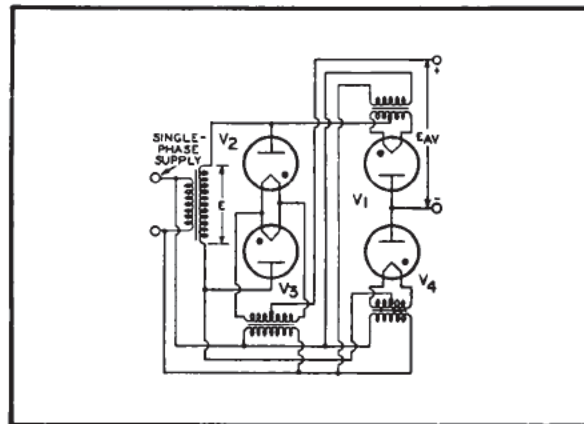 SINGLE-
PHASE
SUPPLY
V2
E
V3
V1
V4
+
EAV
-